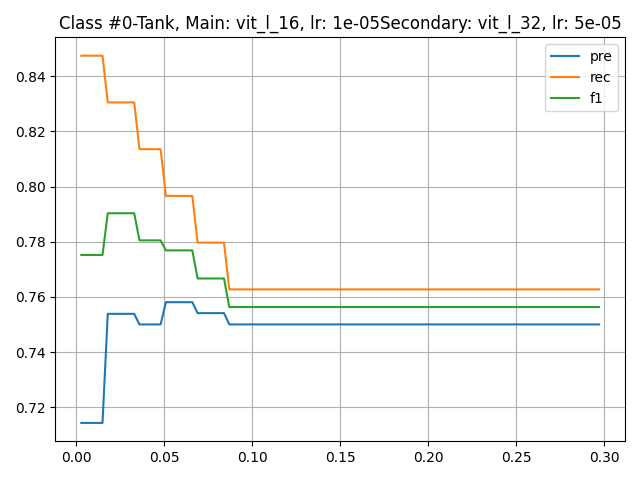 Class #0-Tank, Main: vit_l_16, lr: 1e-05Secondary: vit_l_32, lr: 5e-05
pre
rec
f1
0.84
0.82
0.80
0.78
0.76
0.74
0.72
0.00 0.05 0.10 0.15 0.20 0.25 0.30